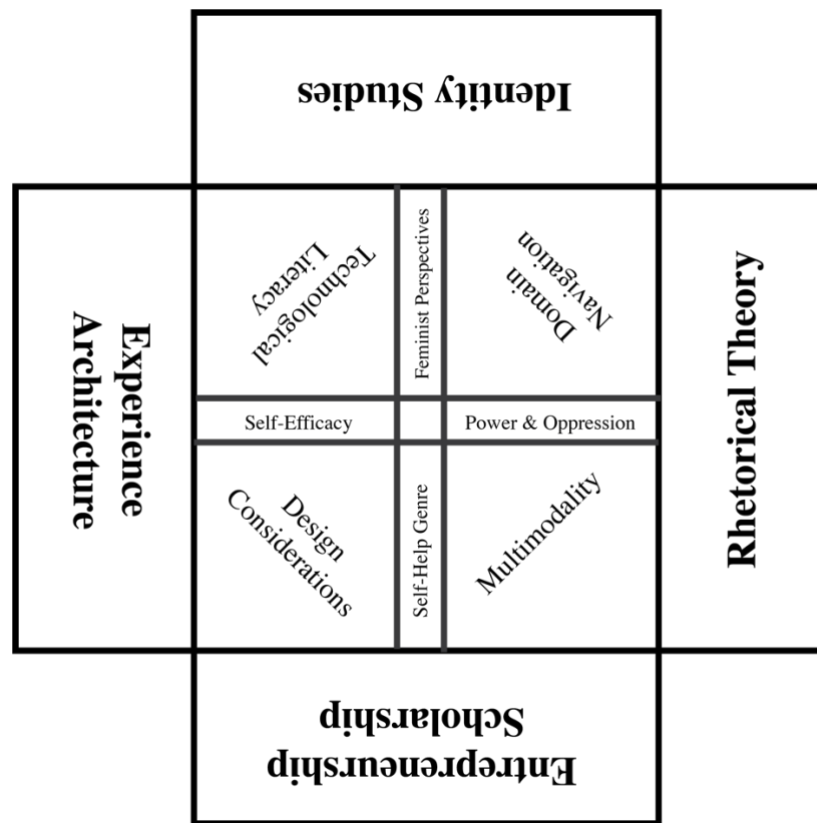 Identity Studies
Technological
Literacy
Feminist Perspectives
Domain
Navigation
Experience
Architecture
Rhetorical Theory
Self-Efficacy
Power & Oppression
Design
Considerations
Self-Help Genre
Multimodality
Entrepreneurship
Scholarship